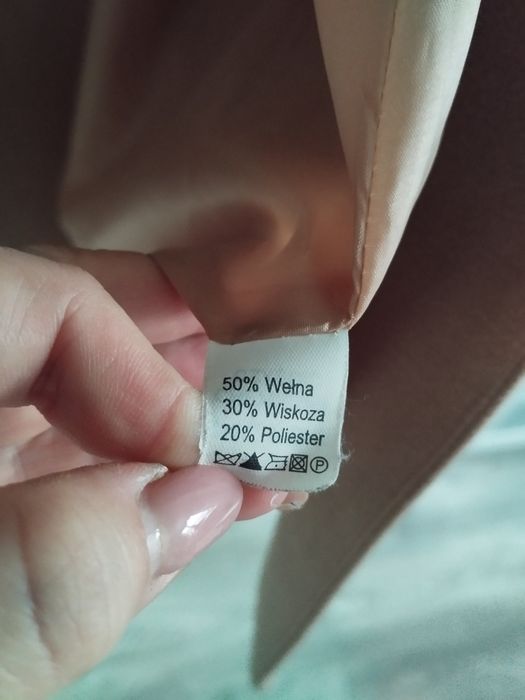 50% Wełna
30% Wiskoza
20% Poliester
P